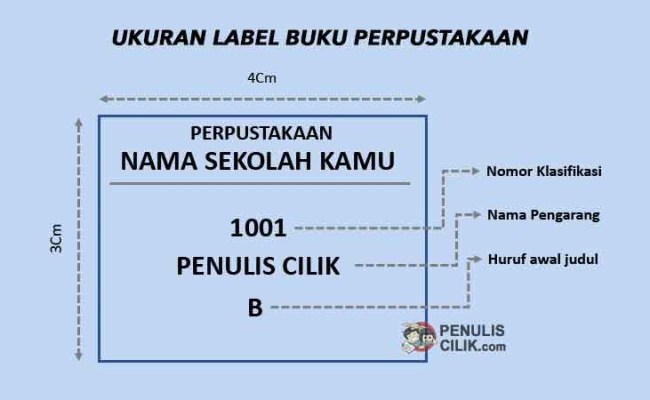 UKURAN LABEL BUKU PERPUSTAKAAN
4Cm
3Cm
PERPUSTAKAAN
NAMA SEKOLAH KAMU
1001
Nomor Klasifikasi
PENULIS CILIK
Nama Pengarang
B
Huruf awal judul
PENULIS
CILIK.com